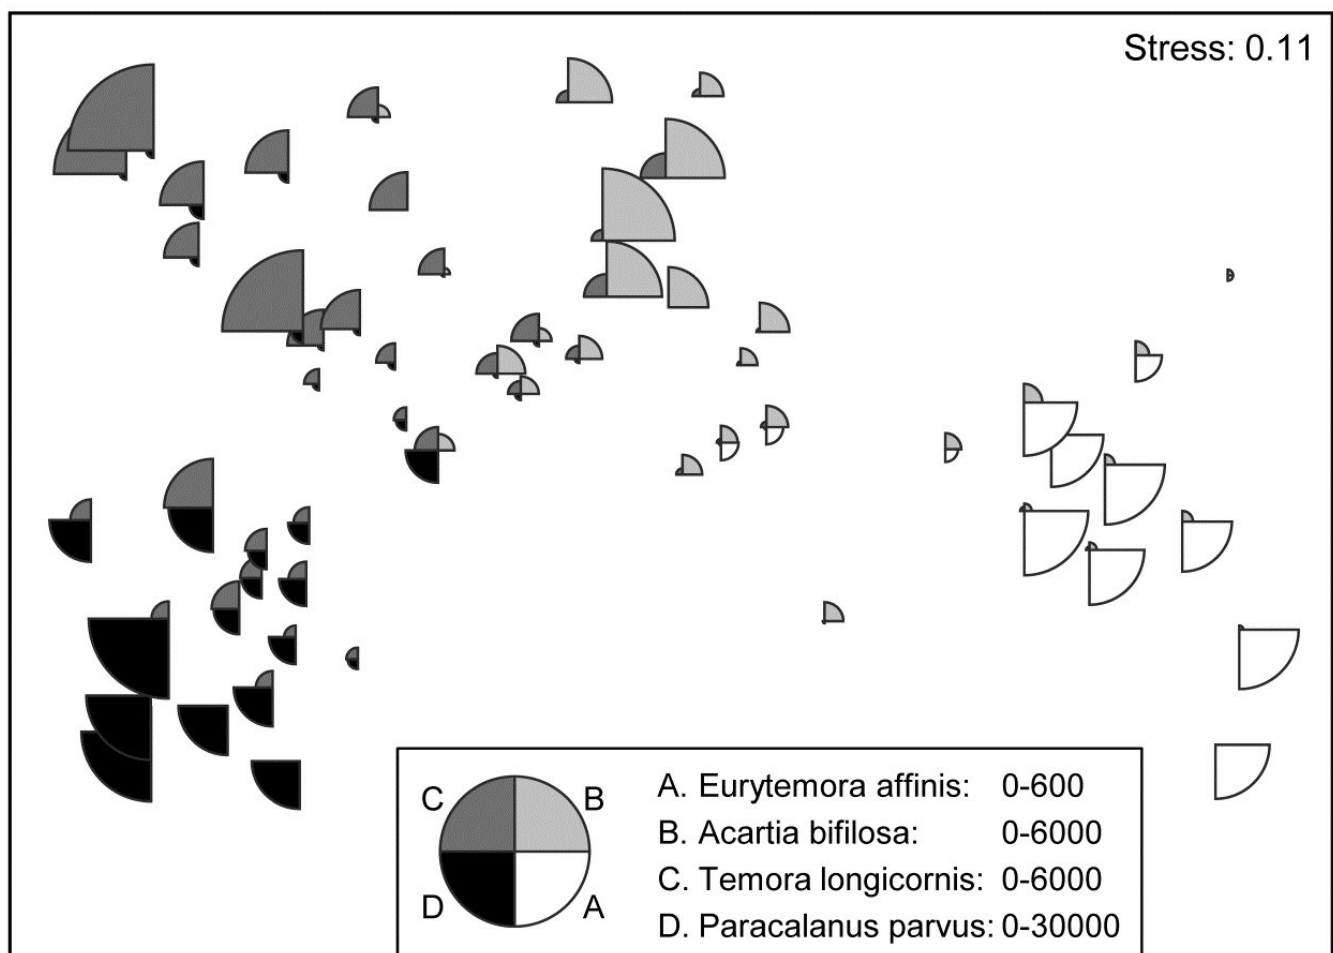 Stress: 0.11
C
B
D
A
A. Eurytemora affinis: 0-600
B. Acartia bifilosa: 0-6000
C. Temora longicornis: 0-6000
D. Paracalanus parvus: 0-30000